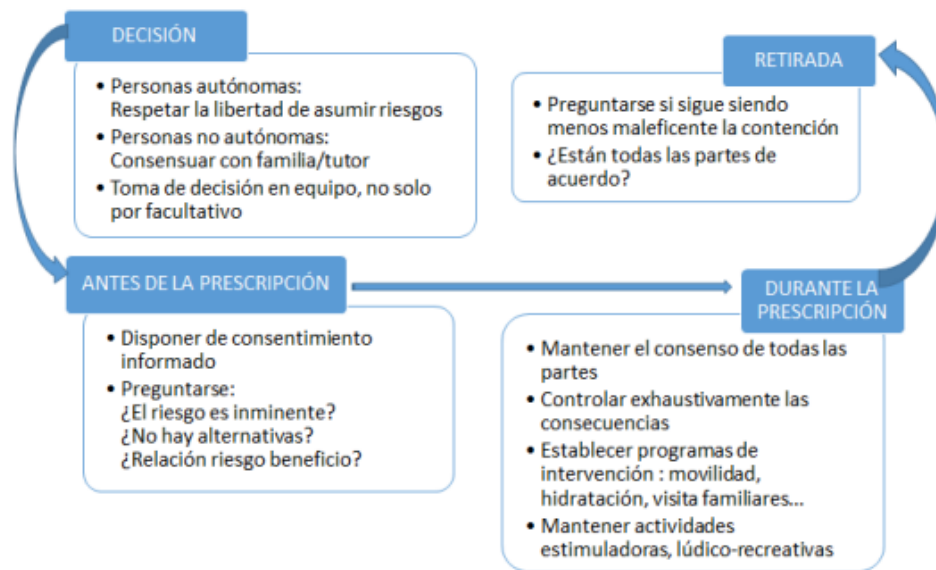 DECISIÓN
• Personas autónomas:
Respetar la libertad de asumir riesgos
• Personas no autónomas:
Consensuar con familia/tutor
• Toma de decisión en equipo, no solo
por facultativo
ANTES DE LA PRESCRIPCIÓN
• Disponer de consentimiento
informado
• Preguntarse:
¿El riesgo es inminente?
¿No hay alternativas?
¿Relación riesgo beneficio?
DURANTE LA
PRESCRIPCIÓN
• Mantener el consenso de todas las
partes
• Controlar exhaustivamente las
consecuencias
• Establecer programas de
intervención : movilidad,
hidratación, visita familiares...
• Mantener actividades
estimuladoras, lúdico-recreativas
RETIRADA
• Preguntarse si sigue siendo
menos maleficente la contención
• ¿Están todas las partes de
acuerdo?